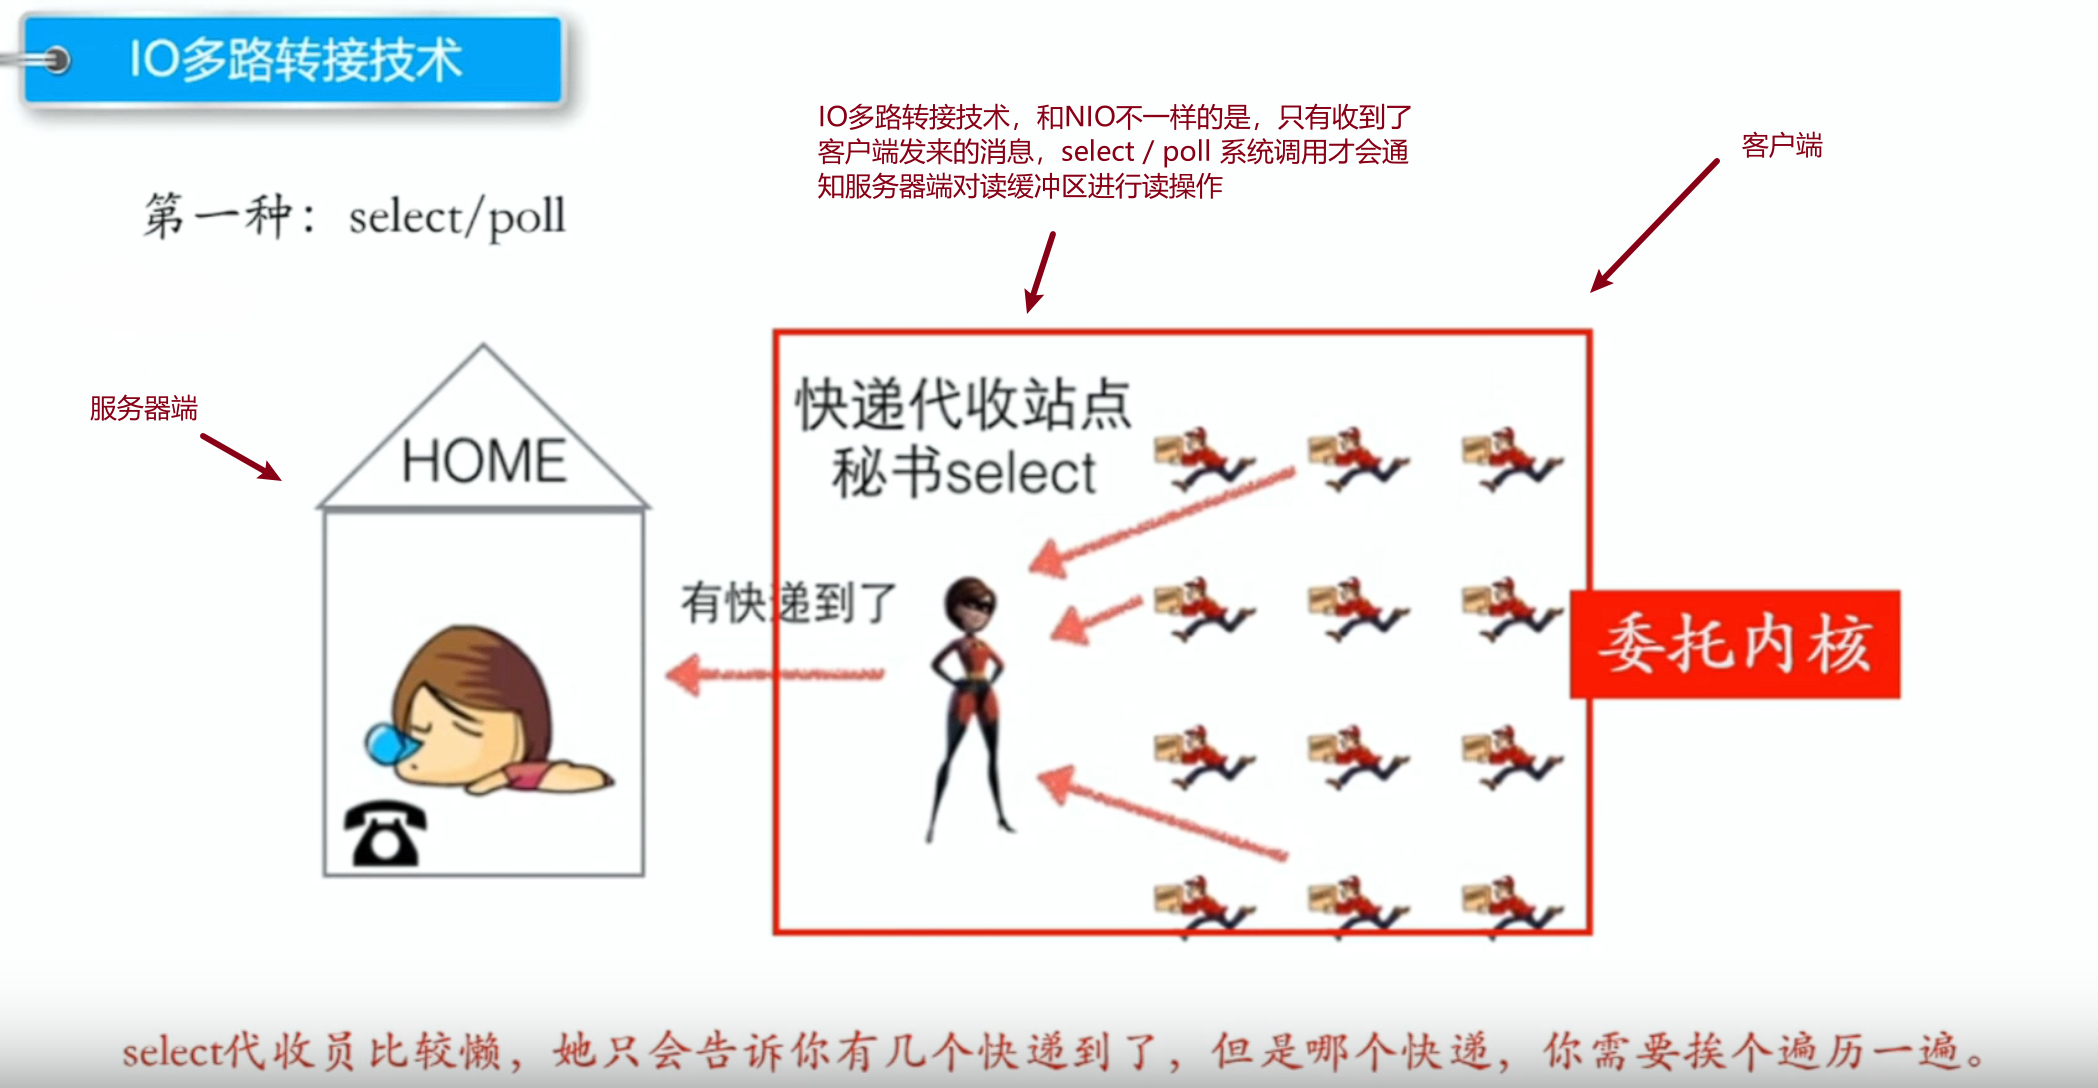 IO多路转接技术
IO多路转接技术，和NIO不一样的是，只有收到了
客户端发来的消息，select / poll 系统调用才会通
知服务器端对读缓冲区进行读操作
客户端
第一种：select/poll
服务器端
HOME
快递代收站点
秘书select
有快递到了
委托内核
select代收员比较懒，她只会告诉你有几个快递到了，但是哪个快递，你需要挨个遍历一遍。